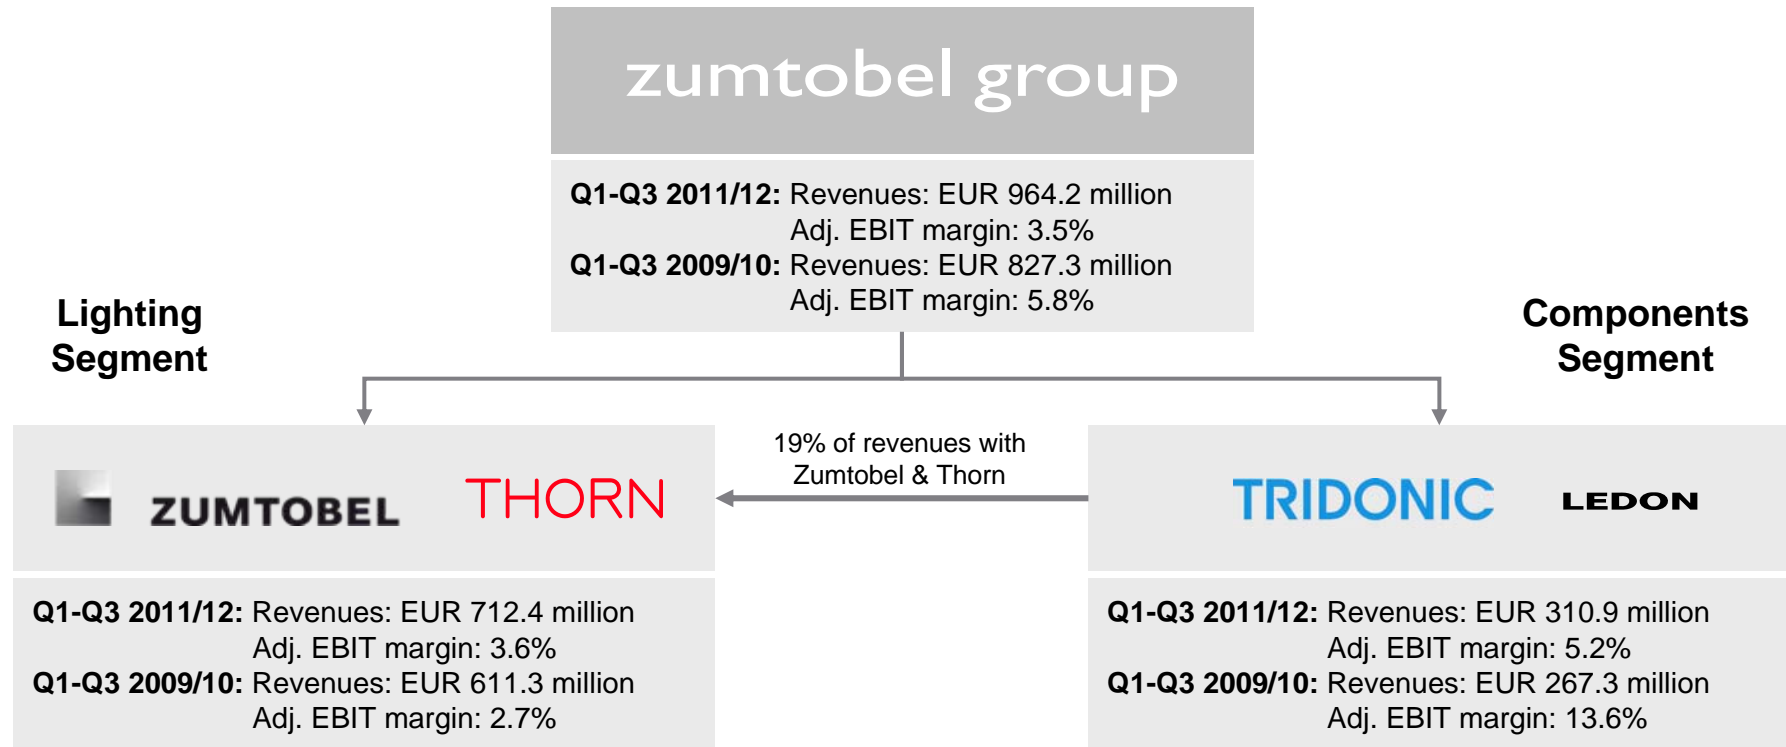 zumtobel group
Q1-Q3 2011/12: Revenues: EUR 964.2 million
Adj. EBIT margin: 3.5%
Q1-Q3 2009/10: Revenues: EUR 827.3 million
Adj. EBIT margin: 5.8%
Lighting
Segment
Components
Segment
ZUMTOBEL
THORN
19% of revenues with
Zumtobel & Thorn
TRIDONIC
LEDON
Q1-Q3 2011/12: Revenues: EUR 712.4 million
Adj. EBIT margin: 3.6%
Q1-Q3 2009/10: Revenues: EUR 611.3 million
Adj. EBIT margin: 2.7%
Q1-Q3 2011/12: Revenues: EUR 310.9 million
Adj. EBIT margin: 5.2%
Q1-Q3 2009/10: Revenues: EUR 267.3 million
Adj. EBIT margin: 13.6%